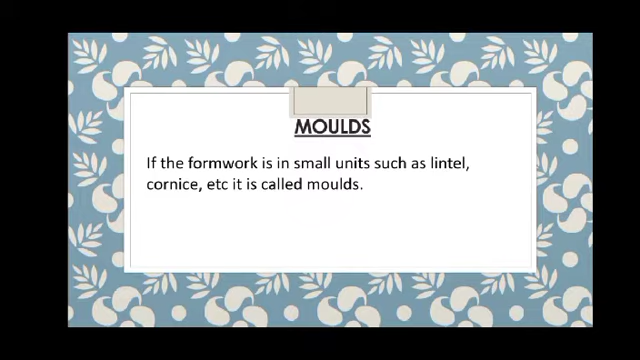 MOULDS
If the formwork is in small units such as lintel,
cornice, etc it is called moulds.